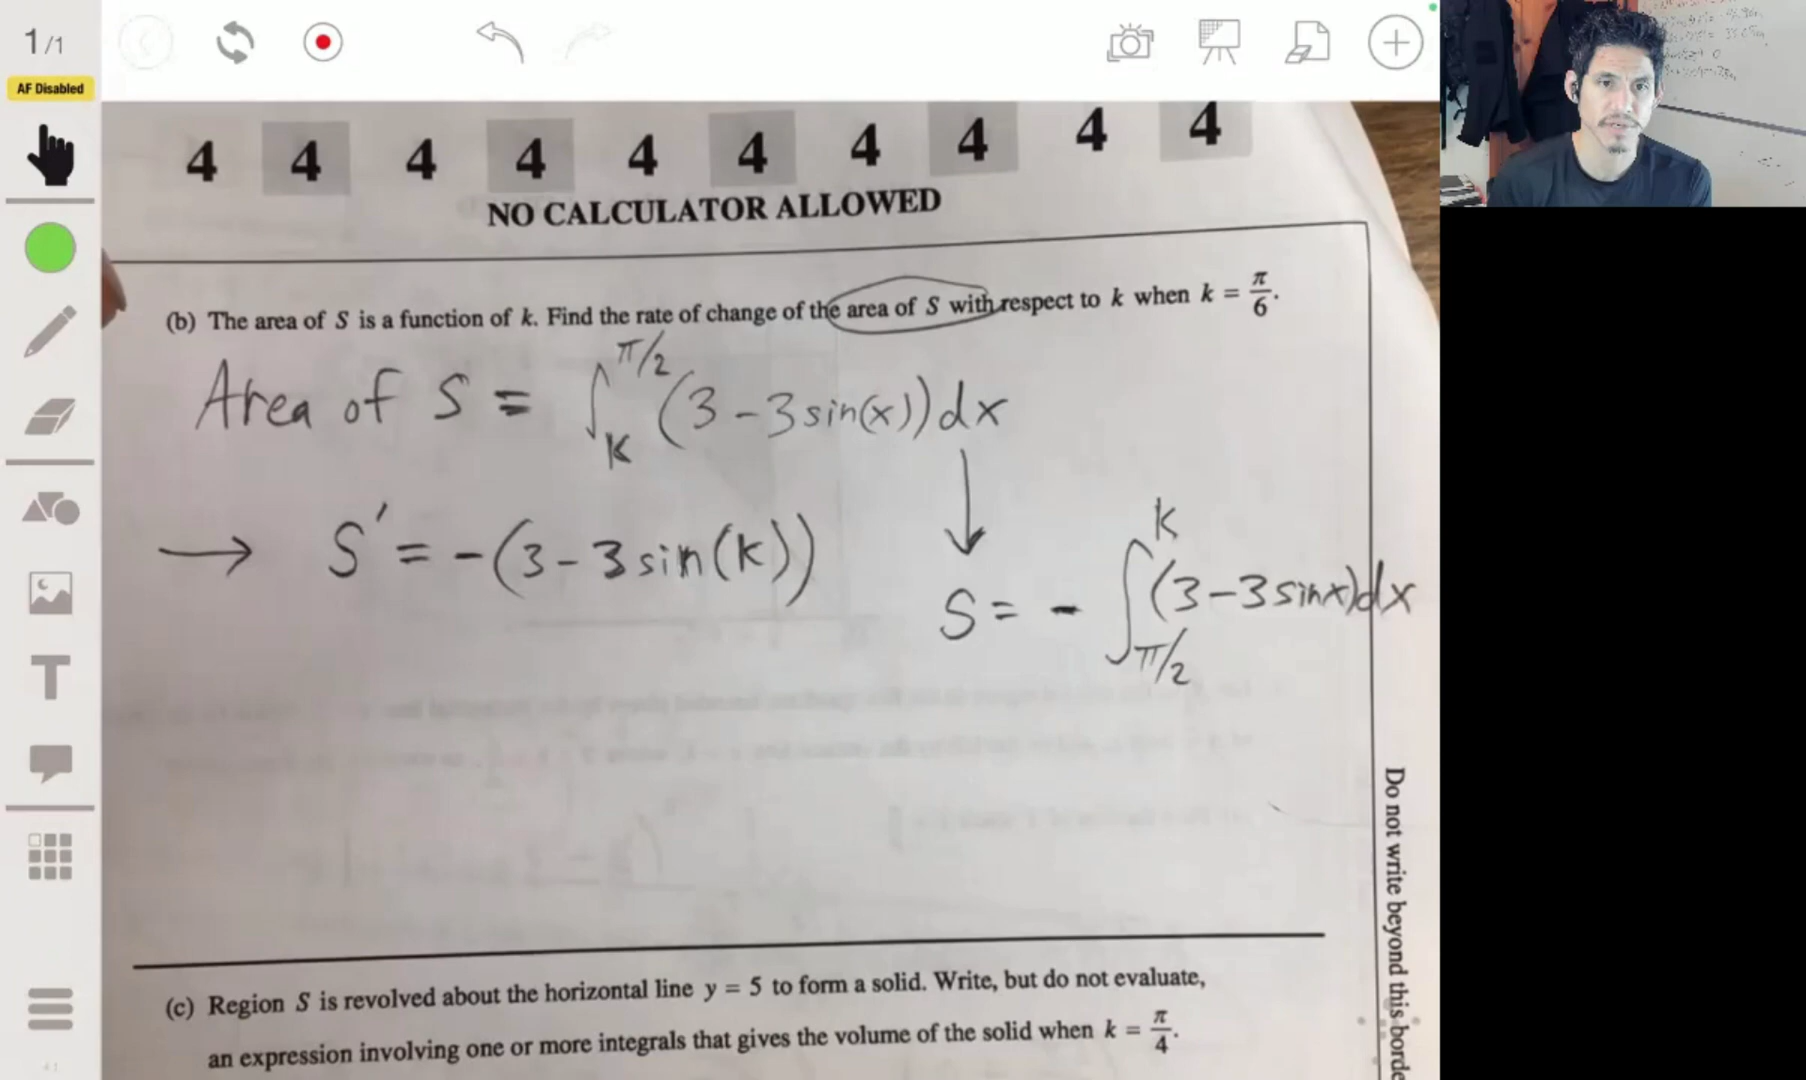 1/1
AF Disabled
4 4 4 4 4 4 4 4 4 4
NO CALCULATOR ALLOWED
(b) The area of S is a function of k. Find the rate of change of the area of S with respect to k when k = π/6.
Area of S = ∫_K^{π/2} (3 - 3sin(x))dx
→ S' = -(3 - 3sin(k))
S = - ∫_{π/2}^K (3-3sinx)dx
T
(c) Region S is revolved about the horizontal line y = 5 to form a solid. Write, but do not evaluate,
an expression involving one or more integrals that gives the volume of the solid when k = π/4.
Do not write beyond this borde